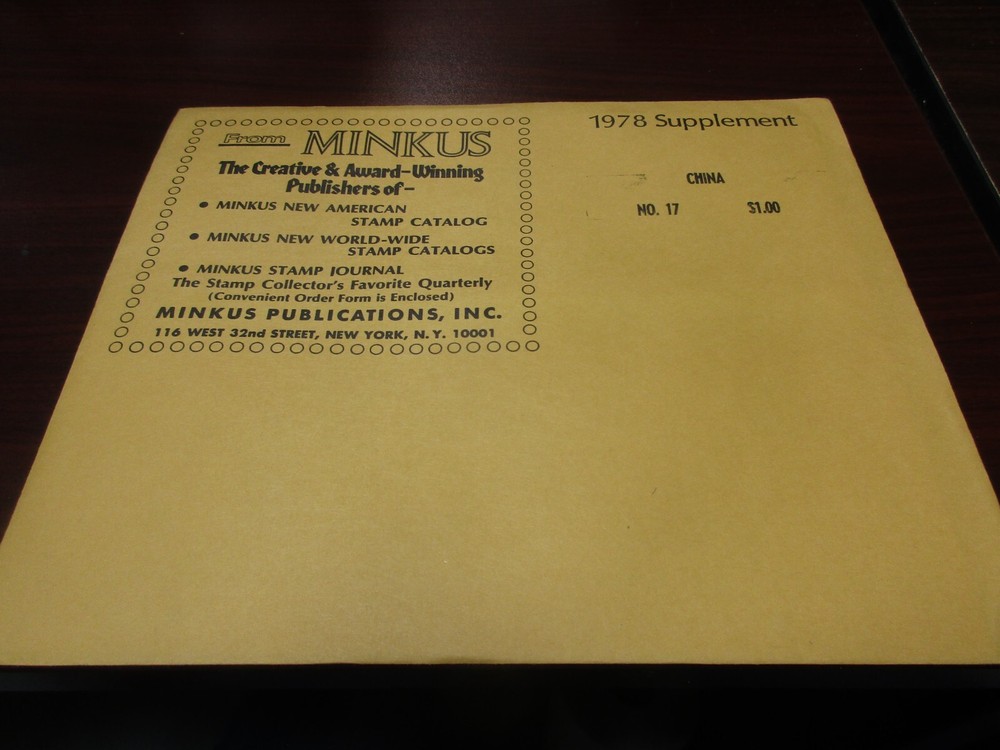 From MINKUS
The Creative & Award-Winning
Publishers of-
• MINKUS NEW AMERICAN
STAMP CATALOG
• MINKUS NEW WORLD-WIDE
STAMP CATALOGS
• MINKUS STAMP JOURNAL
The Stamp Collector's Favorite Quarterly
(Convenient Order Form is Enclosed)
MINKUS PUBLICATIONS, INC.
116 WEST 32nd STREET, NEW YORK, N.Y. 10001
1978 Supplement
CHINA
NO. 17 $1.00